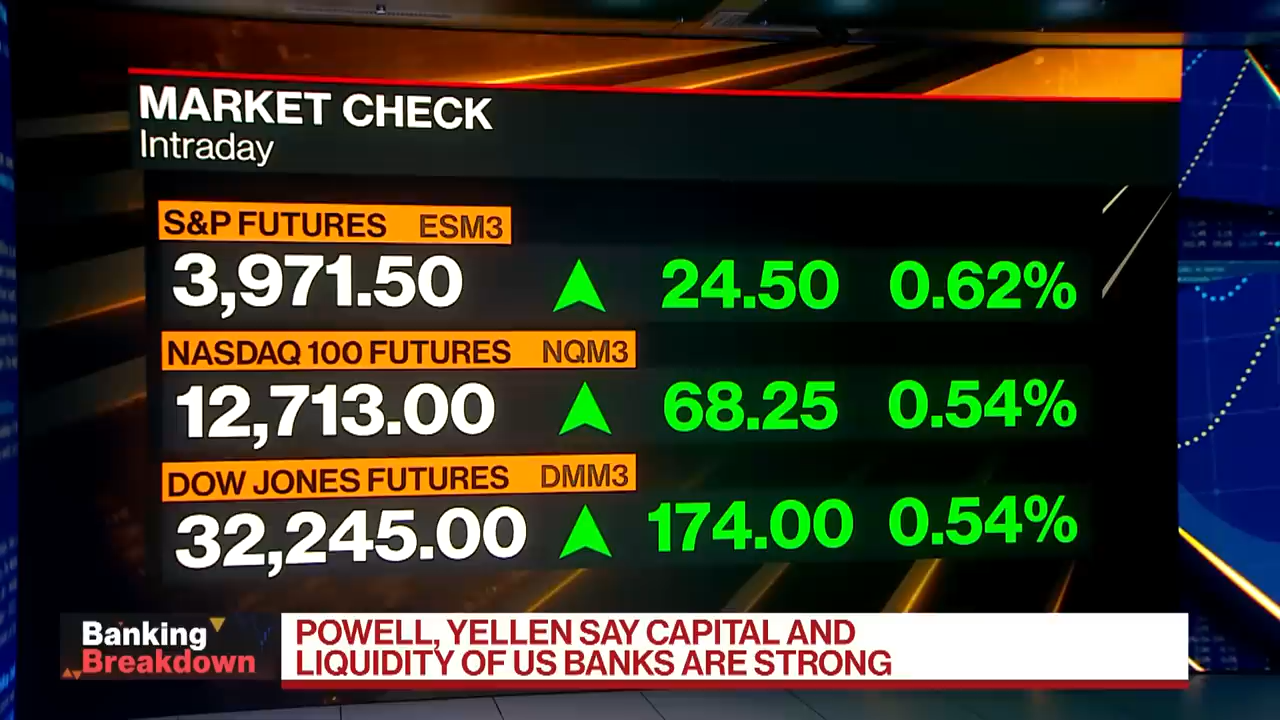 MARKET CHECK
Intraday
S&P FUTURES ESM3
3,971.50 24.50 0.62%
NASDAQ 100 FUTURES NQM3
12,713.00 68.25 0.54%
DOW JONES FUTURES DMM3
32,245.00 174.00 0.54%
Banking
Breakdown
POWELL, YELLEN SAY CAPITAL AND
LIQUIDITY OF US BANKS ARE STRONG